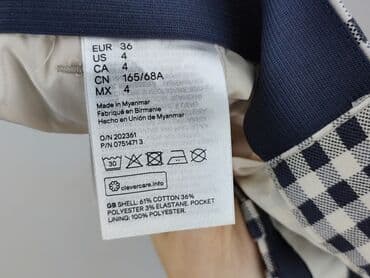 EUR 36
US 4
CA 4
CN 165/68A
MX 4
Made in Myanmar
Fabriqué en Birmanie
Hecho en Unión de Myanmar
O/N 202361
P/N 0751471 3
30
clevercare.info
GB SHELL: 61% COTTON 36%
POLYESTER 3% ELASTANE. POCKET
LINING: 100% POLYESTER.